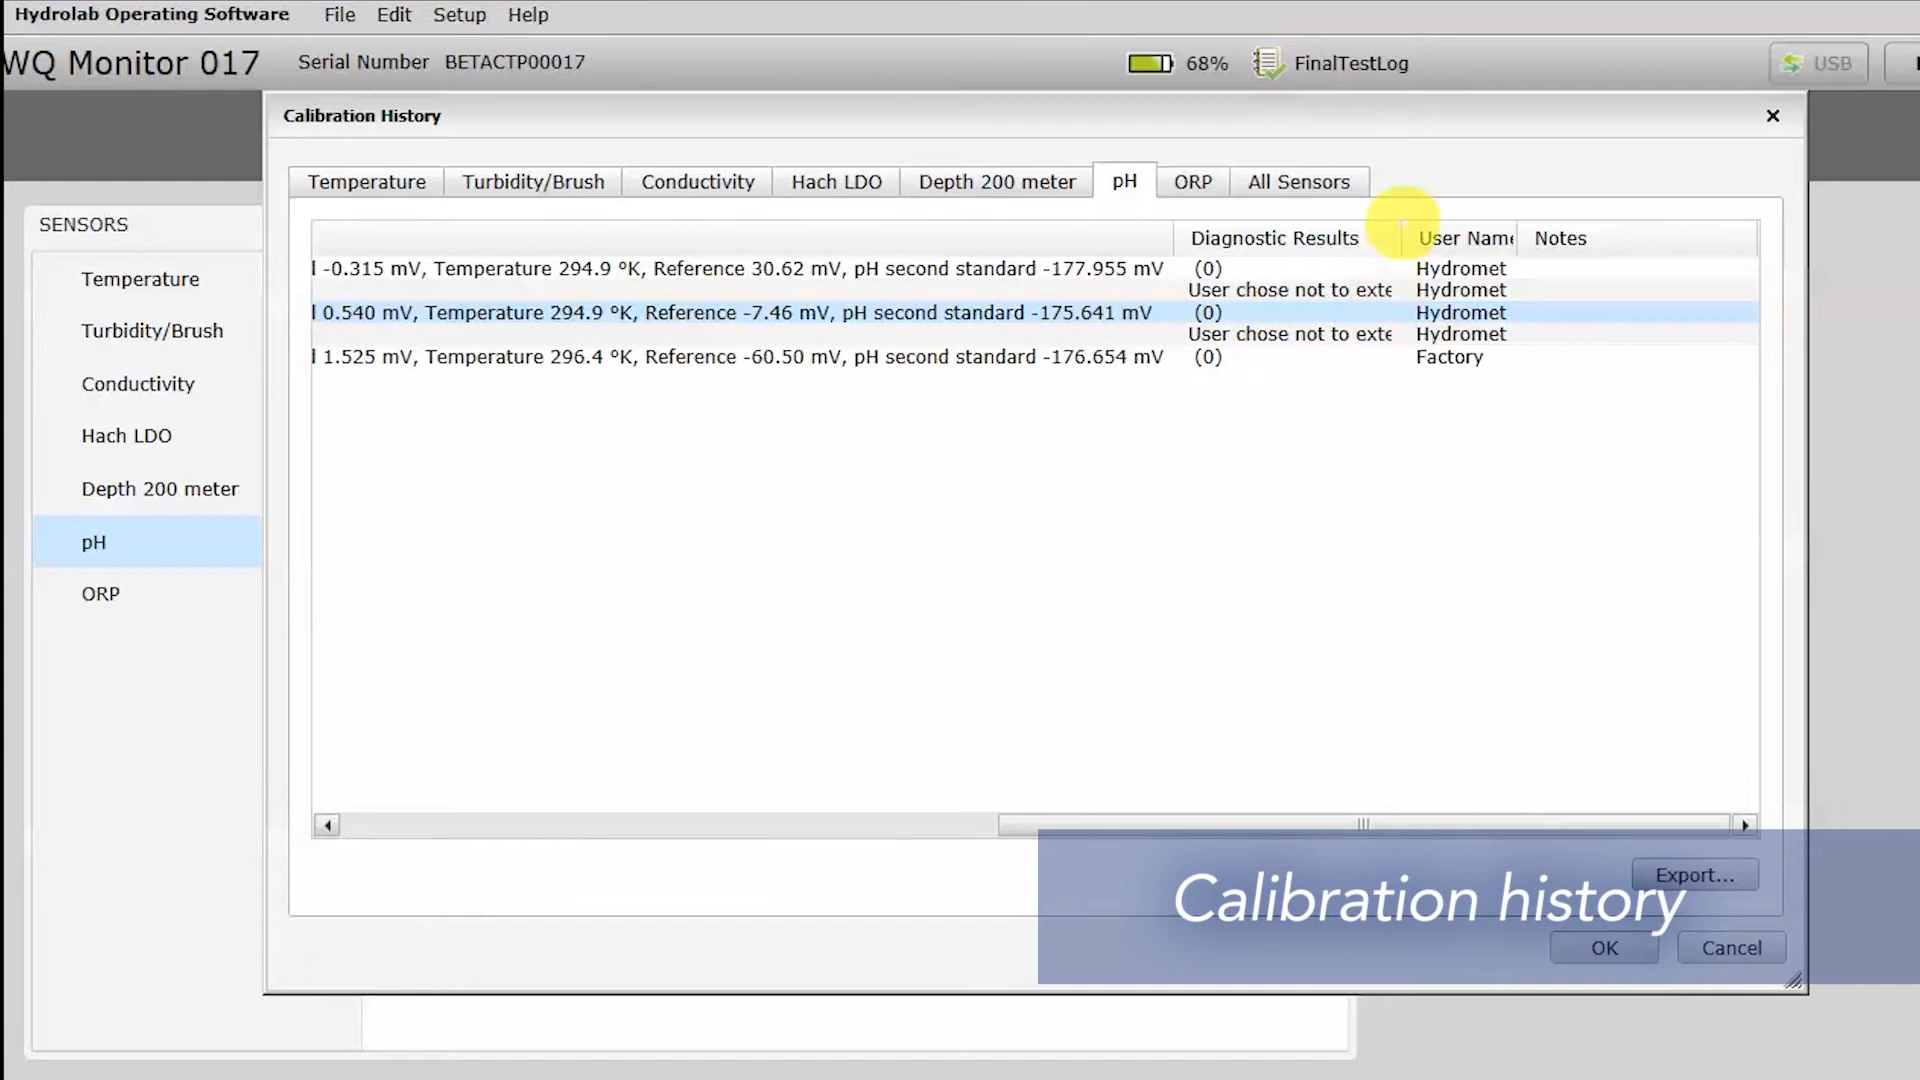 Hydrolab Operating Software File Edit Setup Help
WQ Monitor 017 Serial Number BETACTP00017 68% FinalTestLog USB
Calibration History
Temperature Turbidity/Brush Conductivity Hach LDO Depth 200 meter pH ORP All Sensors
SENSORS
Temperature
Turbidity/Brush
Conductivity
Hach LDO
Depth 200 meter
pH
ORP
Diagnostic Results User Name Notes
-0.315 mV, Temperature 294.9 °K, Reference 30.62 mV, pH second standard -177.955 mV (0) Hydromet
User chose not to exte Hydromet
0.540 mV, Temperature 294.9 °K, Reference -7.46 mV, pH second standard -175.641 mV (0) Hydromet
User chose not to exte Hydromet
1.525 mV, Temperature 296.4 °K, Reference -60.50 mV, pH second standard -176.654 mV (0) Factory
Export...
Calibration history
OK Cancel